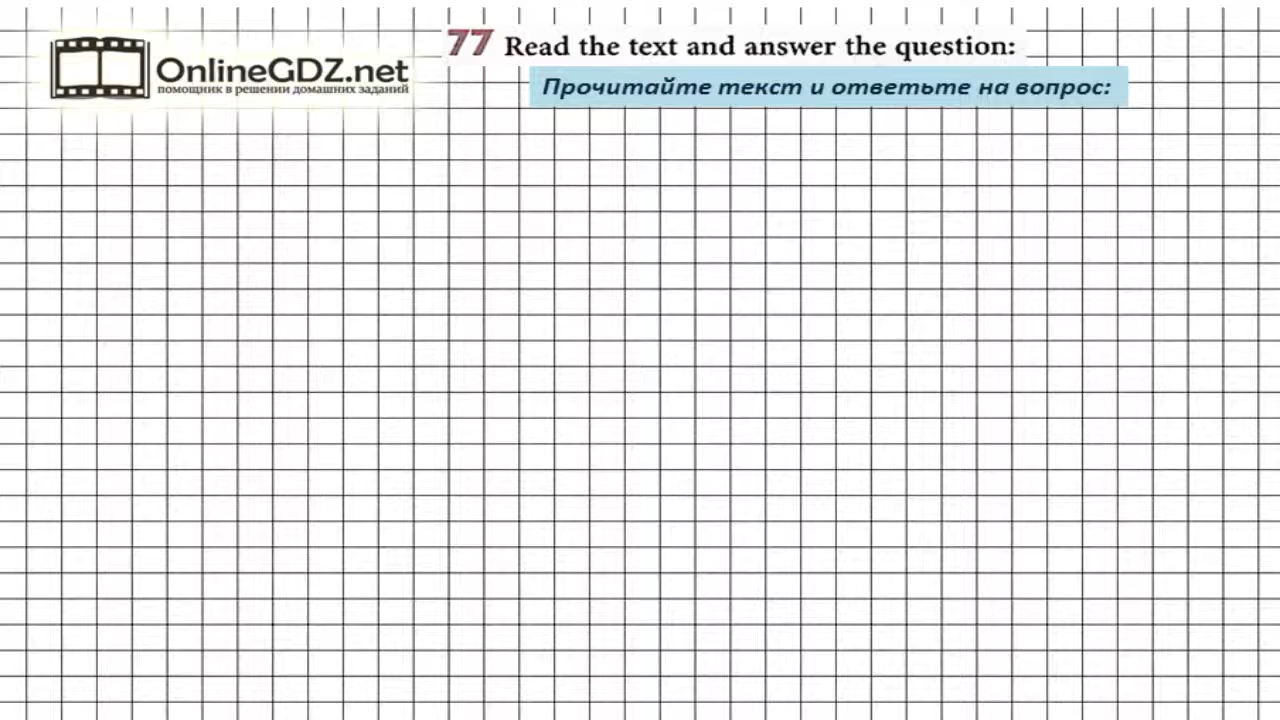 OnlineGDZ.net
помощник в решении домашних заданий
77 Read the text and answer the question:
Прочитайте текст и ответьте на вопрос: